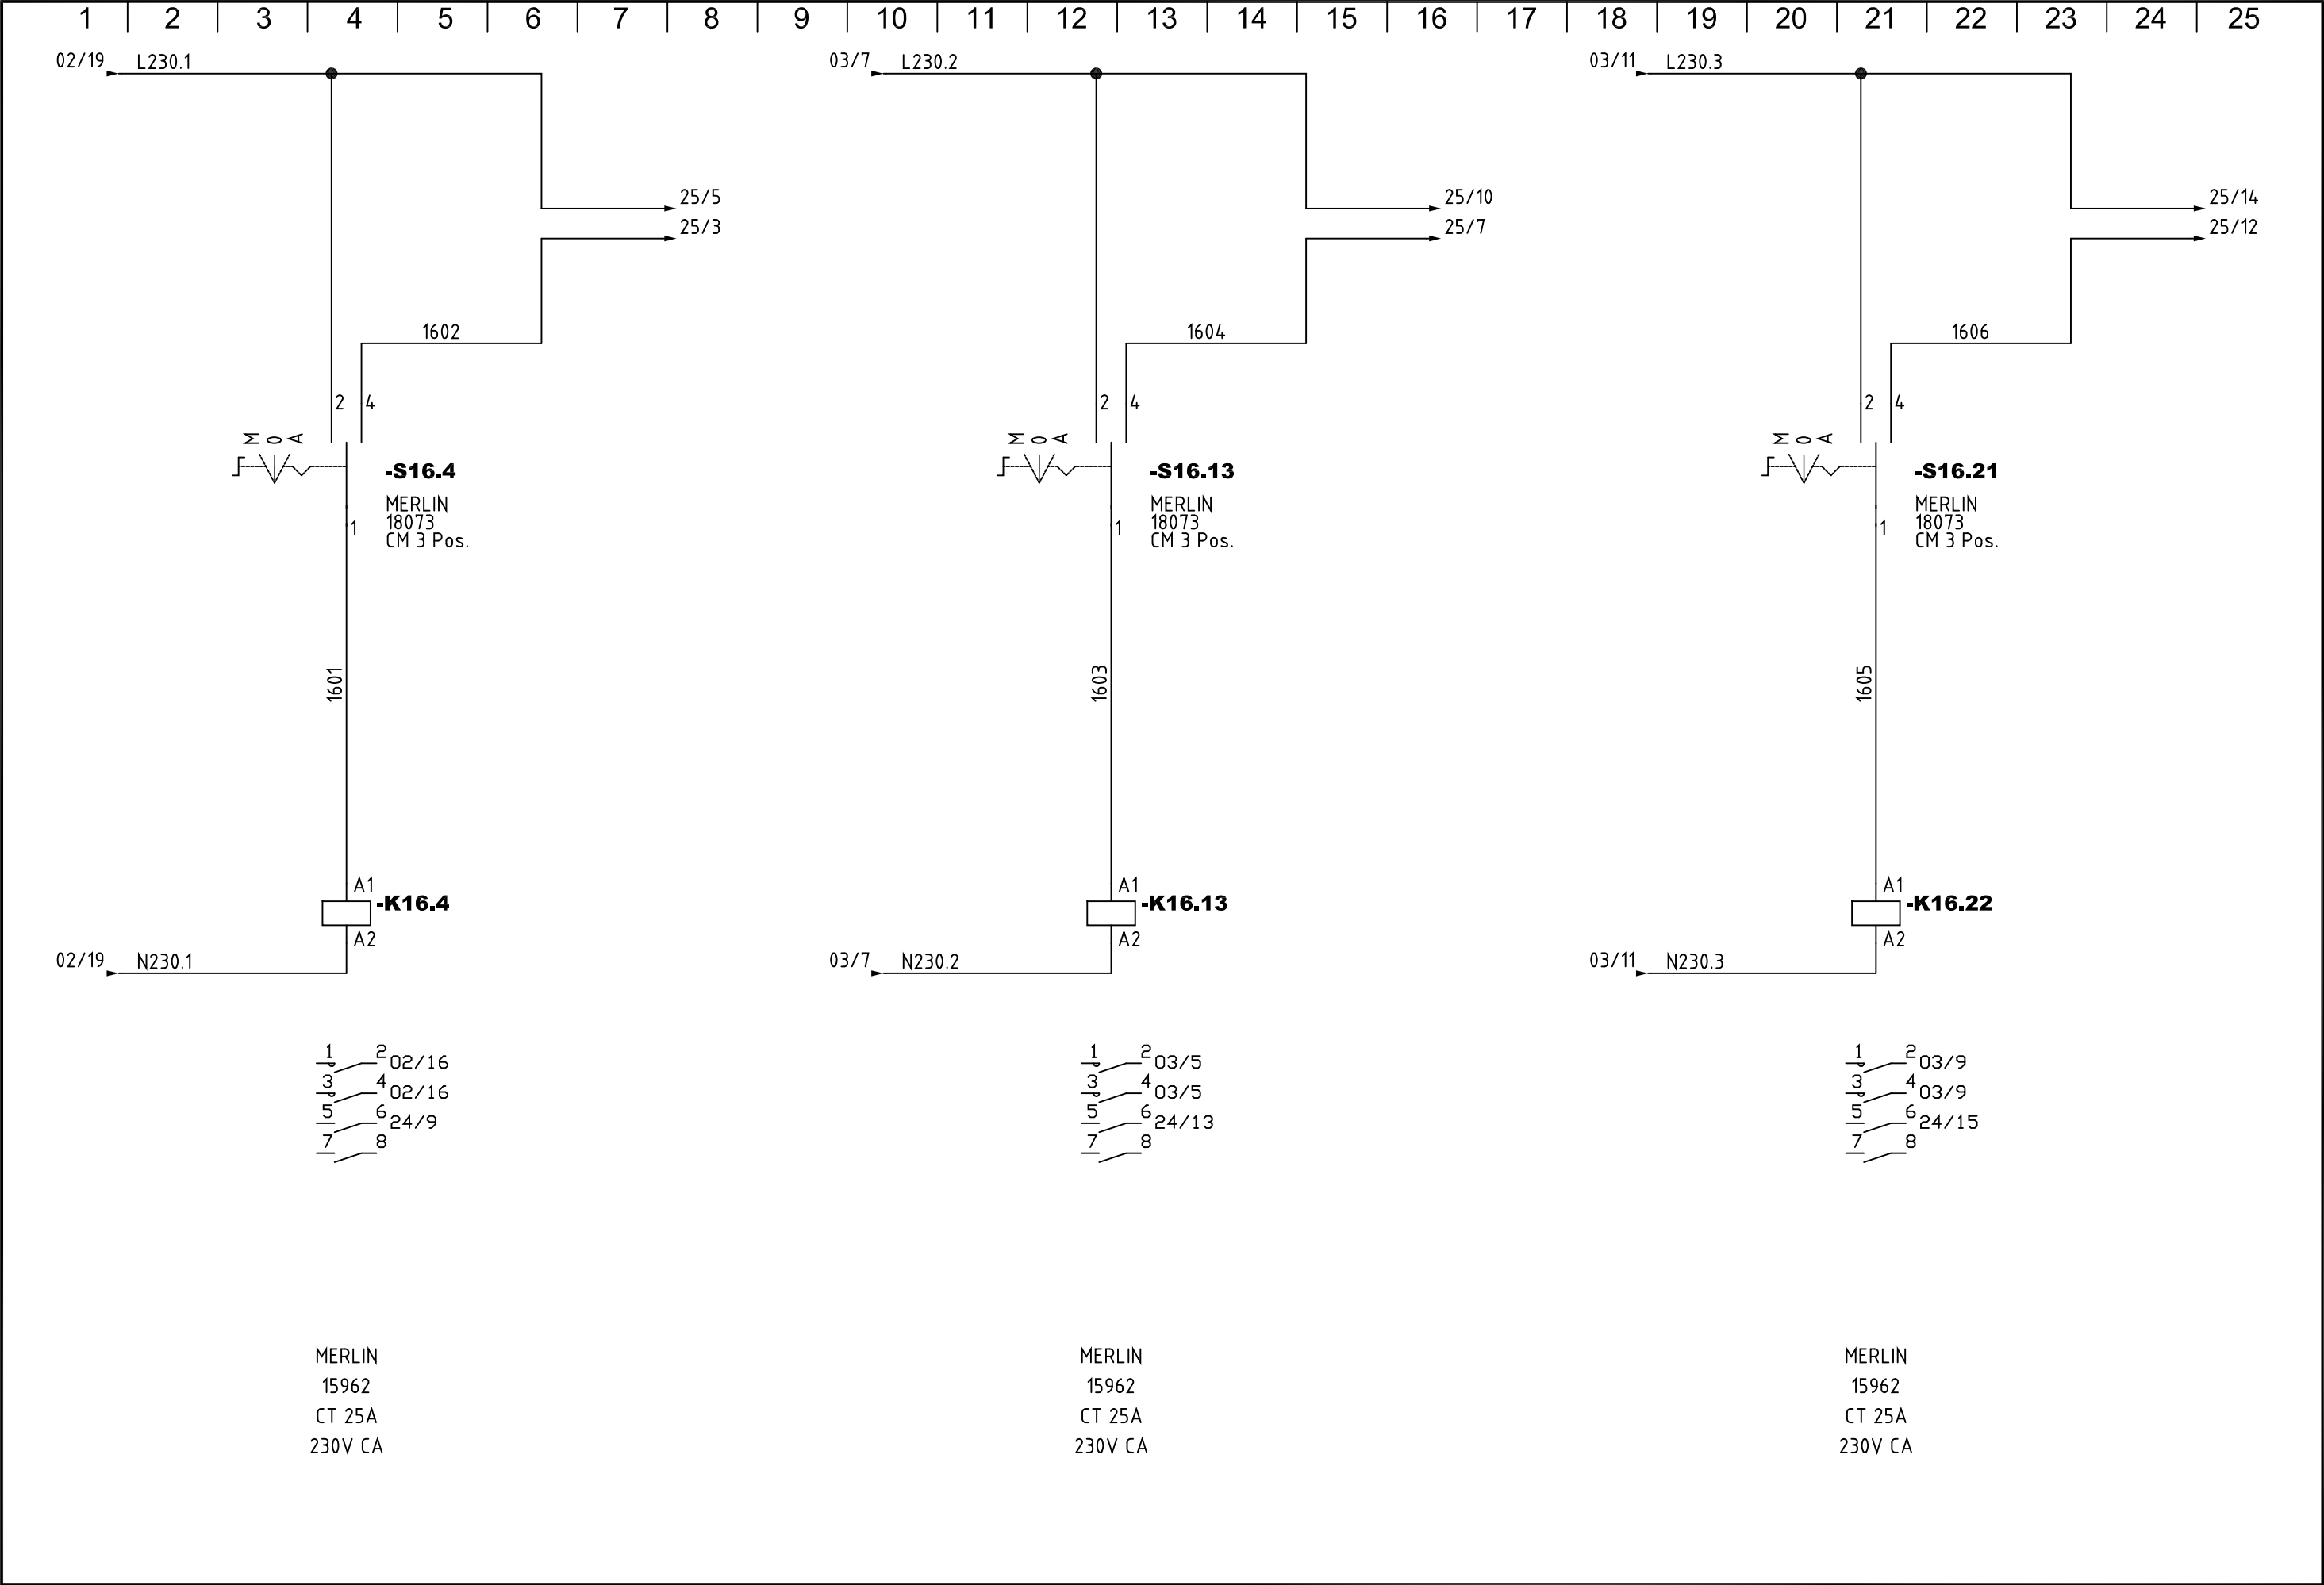 1 2 3 4 5 6 7 8 9 10 11 12 13 14 15 16 17 18 19 20 21 22 23 24 25
02/19 L230.1 03/7 L230.2 03/11 L230.3
25/5 25/10 25/14
25/3 25/7 25/12
1602 1604 1606
2 4 2 4 2 4
M O A M O A M O A
-S16.4 -S16.13 -S16.21
MERLIN MERLIN MERLIN
18073 18073 18073
1 CM 3 Pos. 1 CM 3 Pos. 1 CM 3 Pos.
1601 1603 1605
A1 A1 A1
-K16.4 -K16.13 -K16.22
A2 A2 A2
02/19 N230.1 03/7 N230.2 03/11 N230.3
1 2 02/16 1 2 03/5 1 2 03/9
3 4 02/16 3 4 03/5 3 4 03/9
5 6 24/9 5 6 24/13 5 6 24/15
7 8 7 8 7 8
MERLIN MERLIN MERLIN
15962 15962 15962
CT 25A CT 25A CT 25A
230V CA 230V CA 230V CA